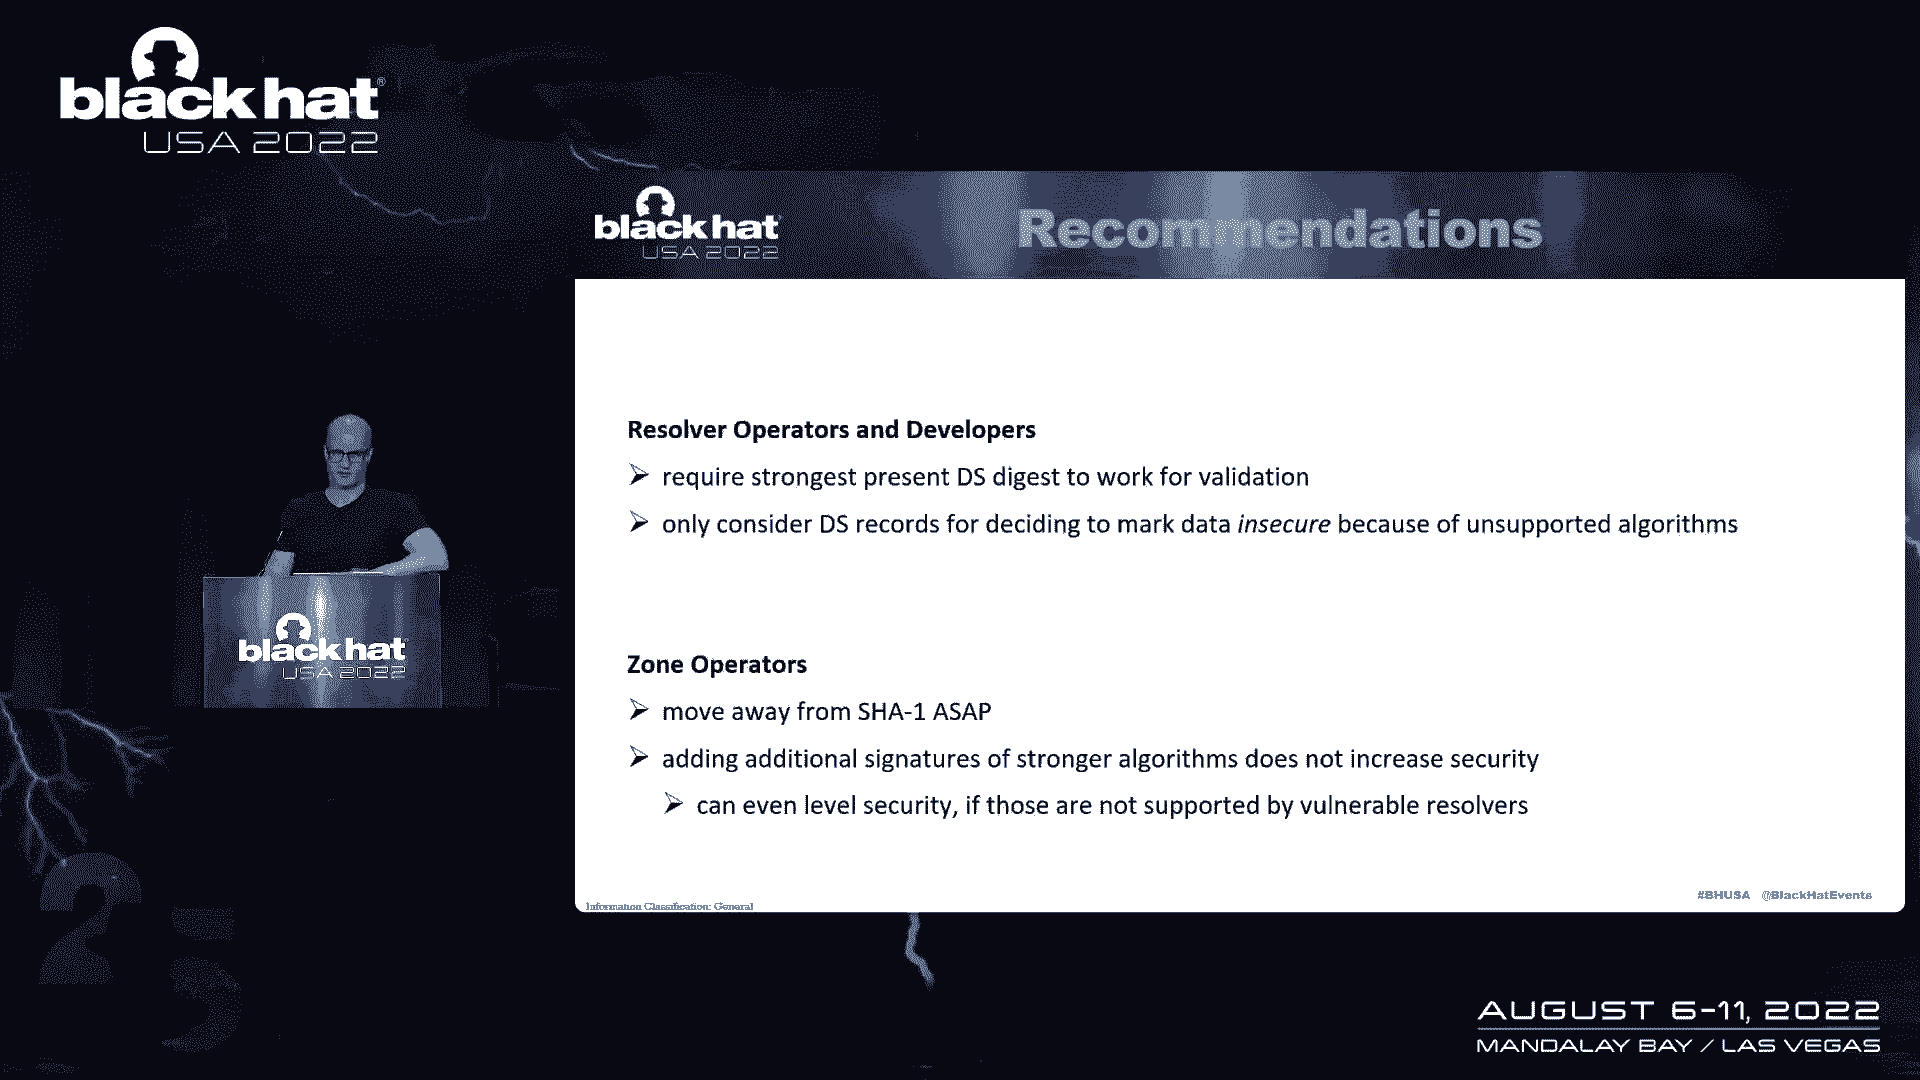 black hat®
USA 2022
black hat
USA 2022
Recommendations
Resolver Operators and Developers
require strongest present DS digest to work for validation
only consider DS records for deciding to mark data insecure because of unsupported algorithms
Zone Operators
move away from SHA-1 ASAP
adding additional signatures of stronger algorithms does not increase security
can even level security, if those are not supported by vulnerable resolvers
black hat
USA 2022
Information Classification: General
#BHUSA @BlackHatEvents
25
AUGUST 6-11, 2022
MANDALAY BAY / LAS VEGAS